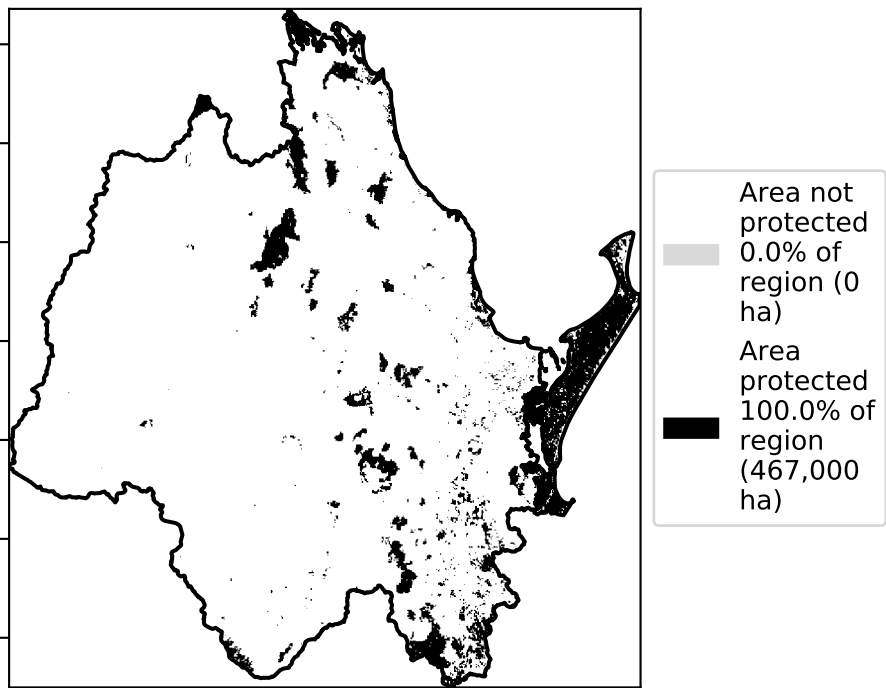 Area not
protected
0.0% of
region (0
ha)
Area
protected
100.0% of
region
(467,000
ha)